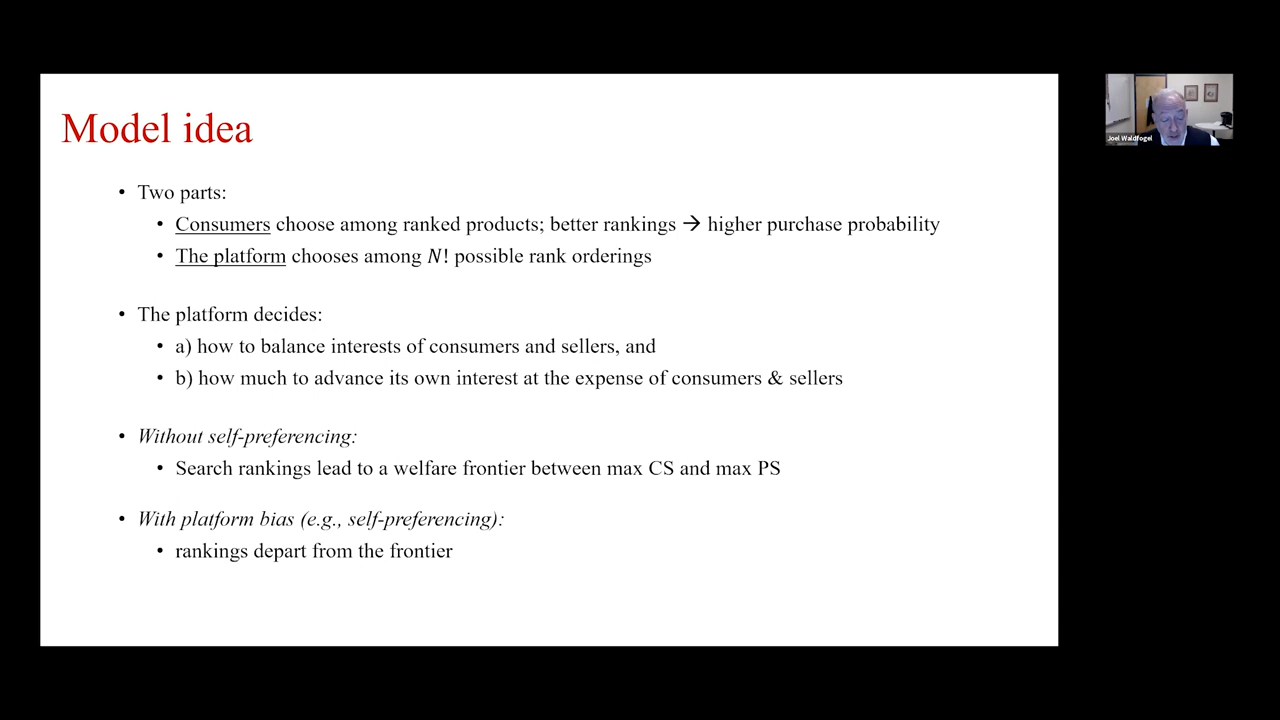 Model idea
• Two parts:
• Consumers choose among ranked products; better rankings → higher purchase probability
• The platform chooses among N! possible rank orderings
• The platform decides:
• a) how to balance interests of consumers and sellers, and
• b) how much to advance its own interest at the expense of consumers & sellers
• Without self-preferencing:
• Search rankings lead to a welfare frontier between max CS and max PS
• With platform bias (e.g., self-preferencing):
• rankings depart from the frontier
Joel Waldfogel